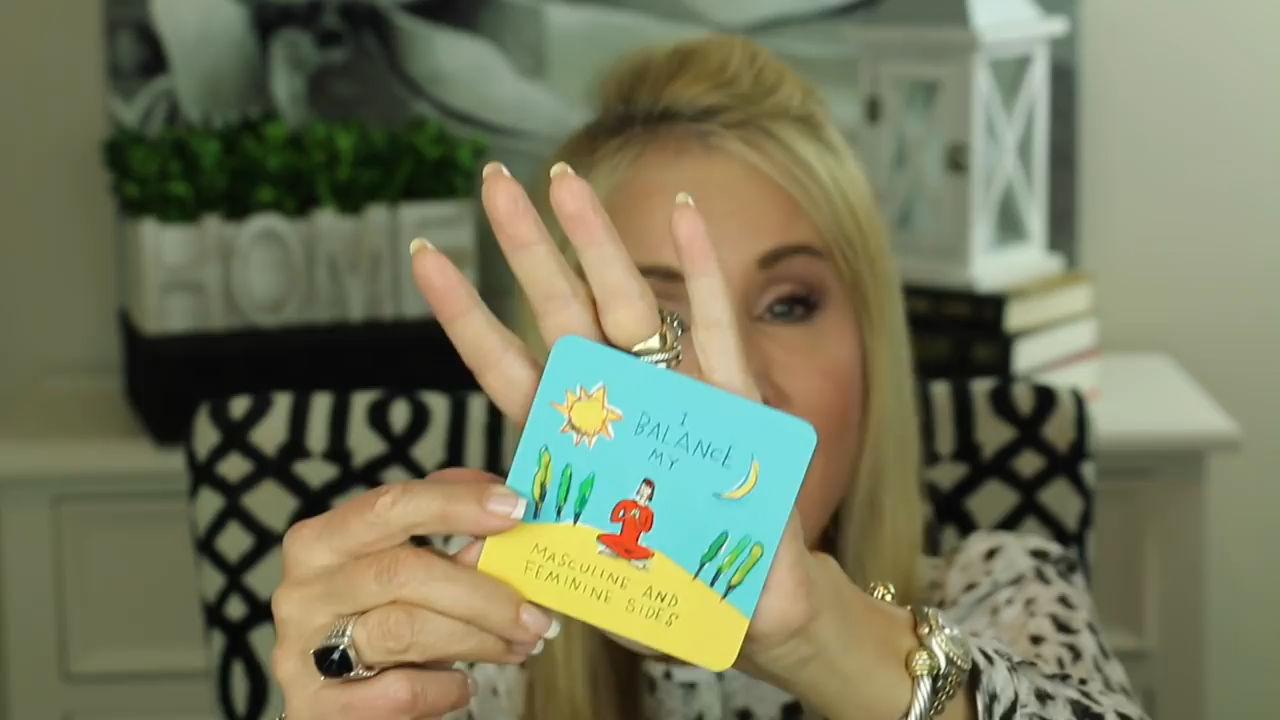 HOME
I
BALANCE
MY
MASCULINE AND
FEMININE SIDES